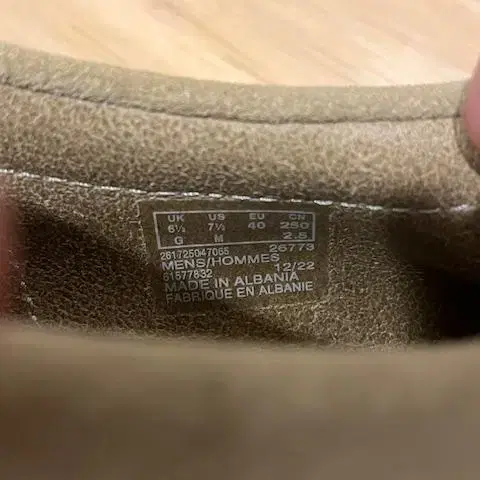 UK US EU CN
6½ 7½ 40 250
G M 2.5
261725047065 26773
MENS/HOMMES
61577832 12/22
MADE IN ALBANIA
FABRIQUE EN ALBANIE